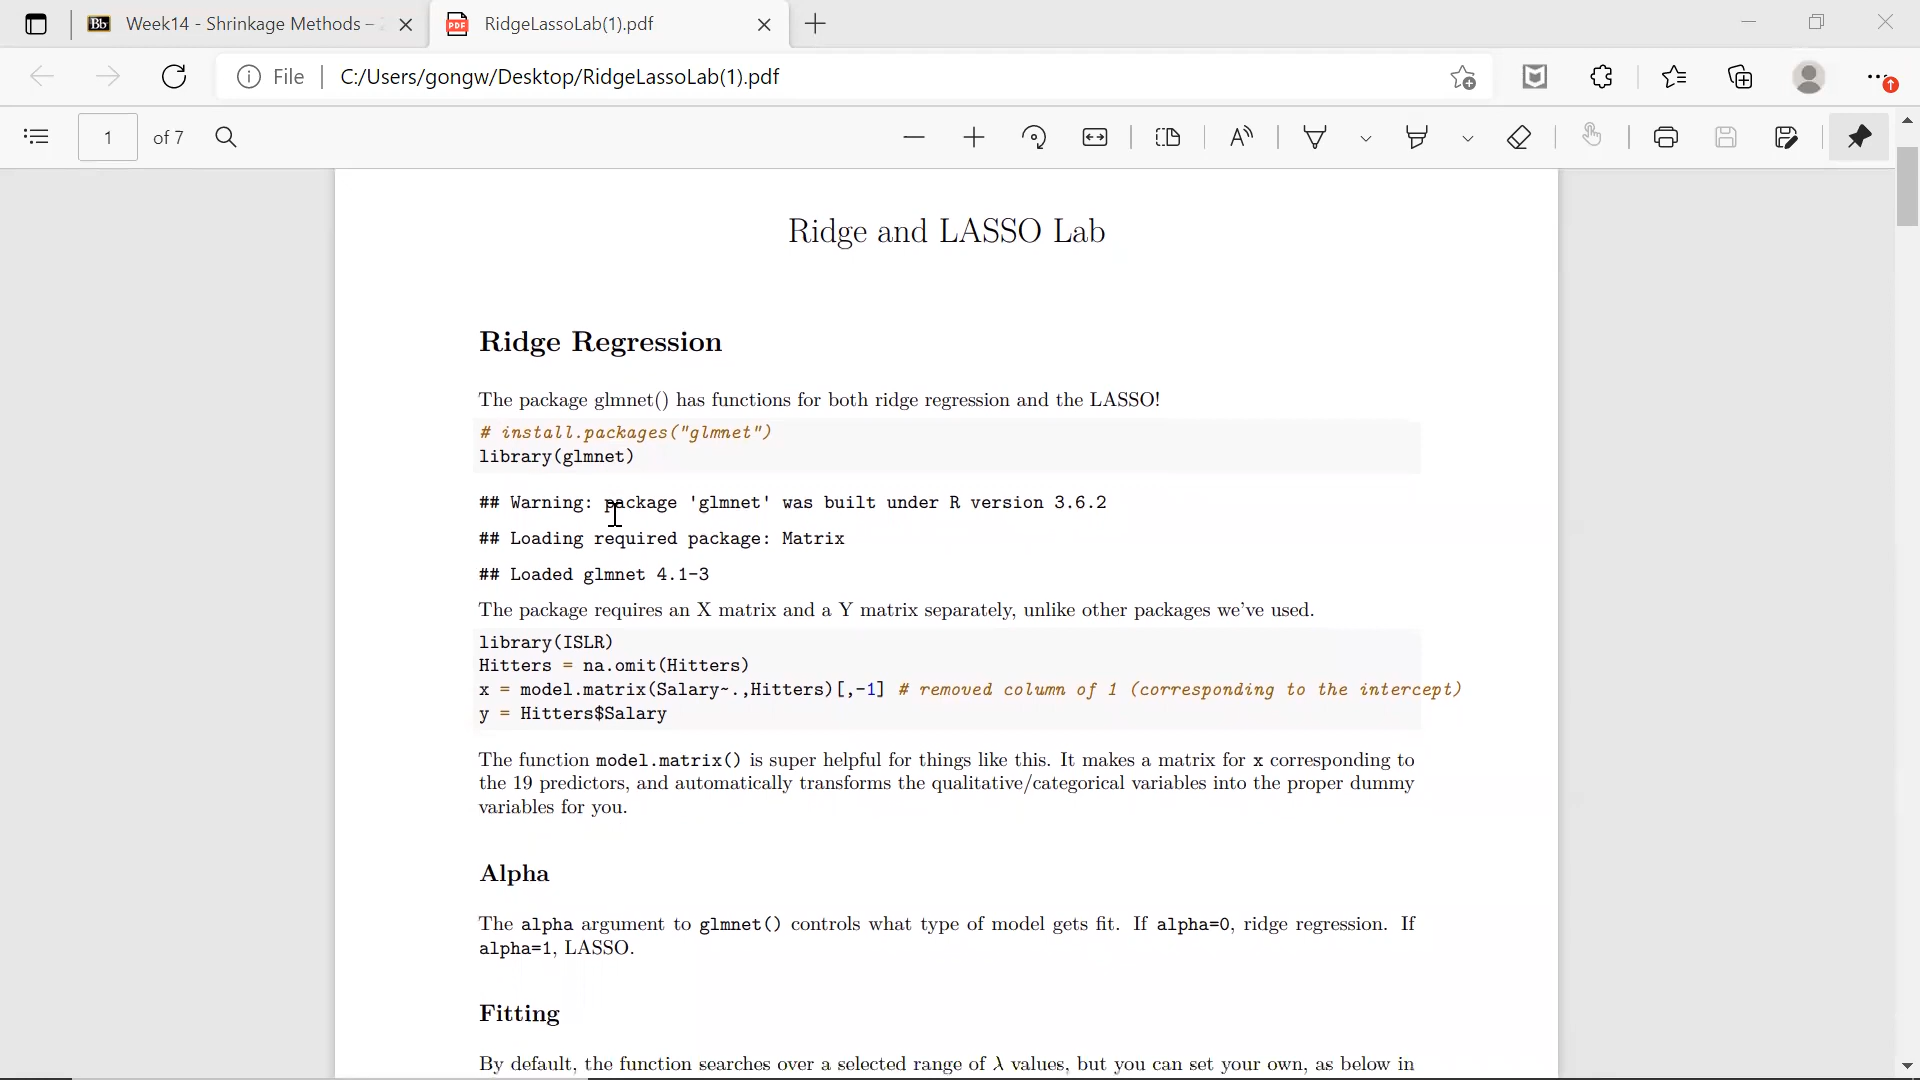 Week14 - Shrinkage Methods –
RidgeLassoLab(1).pdf
File
C:/Users/gongw/Desktop/RidgeLassoLab(1).pdf
1 of 7
Ridge and LASSO Lab
Ridge Regression
The package glmnet() has functions for both ridge regression and the LASSO!
# install.packages("glmnet")
library(glmnet)
## Warning: package 'glmnet' was built under R version 3.6.2
## Loading required package: Matrix
## Loaded glmnet 4.1-3
The package requires an X matrix and a Y matrix separately, unlike other packages we've used.
library(ISLR)
Hitters = na.omit(Hitters)
x = model.matrix(Salary~.,Hitters)[,-1] # removed column of 1 (corresponding to the intercept)
y = Hitters$Salary
The function model.matrix() is super helpful for things like this. It makes a matrix for x corresponding to
the 19 predictors, and automatically transforms the qualitative/categorical variables into the proper dummy
variables for you.
Alpha
The alpha argument to glmnet() controls what type of model gets fit. If alpha=0, ridge regression. If
alpha=1, LASSO.
Fitting
By default, the function searches over a selected range of λ values, but you can set your own, as below in